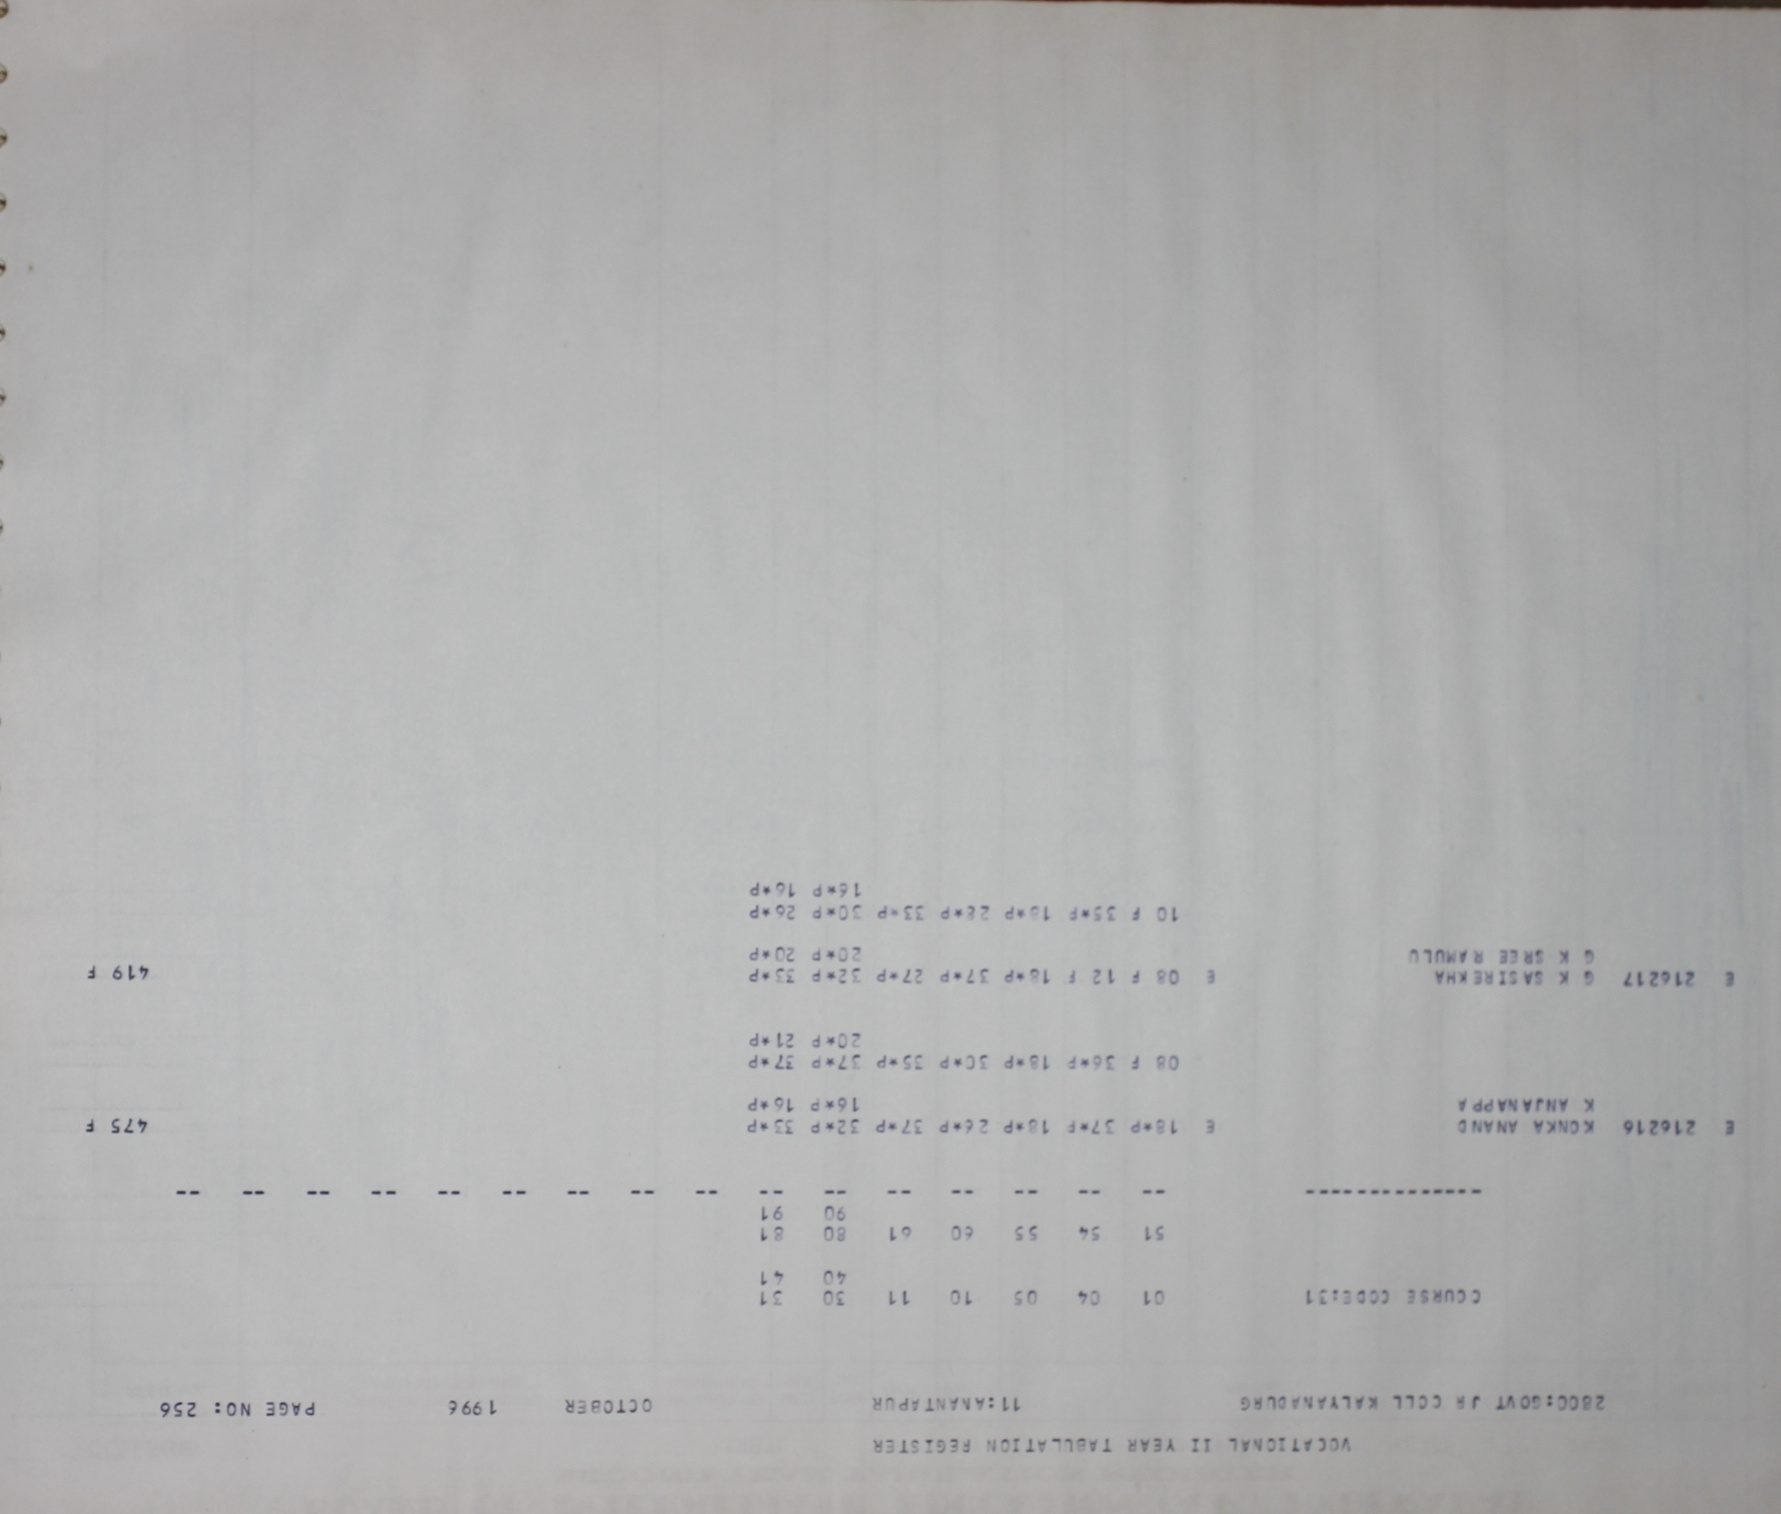 VOCATIONAL II YEAR TABULATION REGISTER
2800:GOVT JR COLL KALYANADURG 11:ANANTAPUR OCTOBER 1996 PAGE NO: 256
COURSE CODE:31 01 04 05 10 11 30 31
40 41
51 54 55 60 61 80 81
90 91
-------------- -- -- -- -- -- -- -- -- -- -- -- -- -- -- -- --
E 216216 KONKA ANAND E 18*P 37*P 18*P 26*P 37*P 32*P 33*P 475 F
K ANJANAPPA 16*P 16*P
08 F 36*P 18*P 30*P 35*P 37*P 37*P
20*P 21*P
E 216217 G K SASIREKHA E 08 F 12 F 18*P 37*P 27*P 32*P 33*P 419 F
G K SREE RAMULU 20*P 20*P
10 F 35*P 18*P 28*P 33*P 30*P 26*P
16*P 16*P